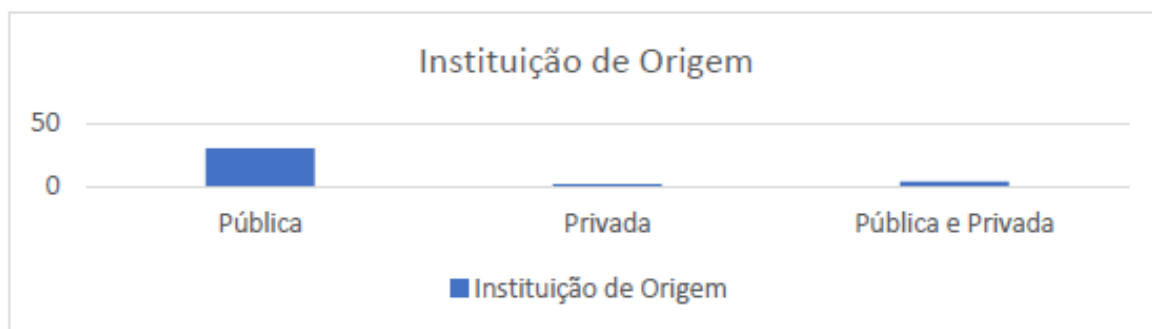 Instituição de Origem
50
0
Pública Privada Pública e Privada
Instituição de Origem